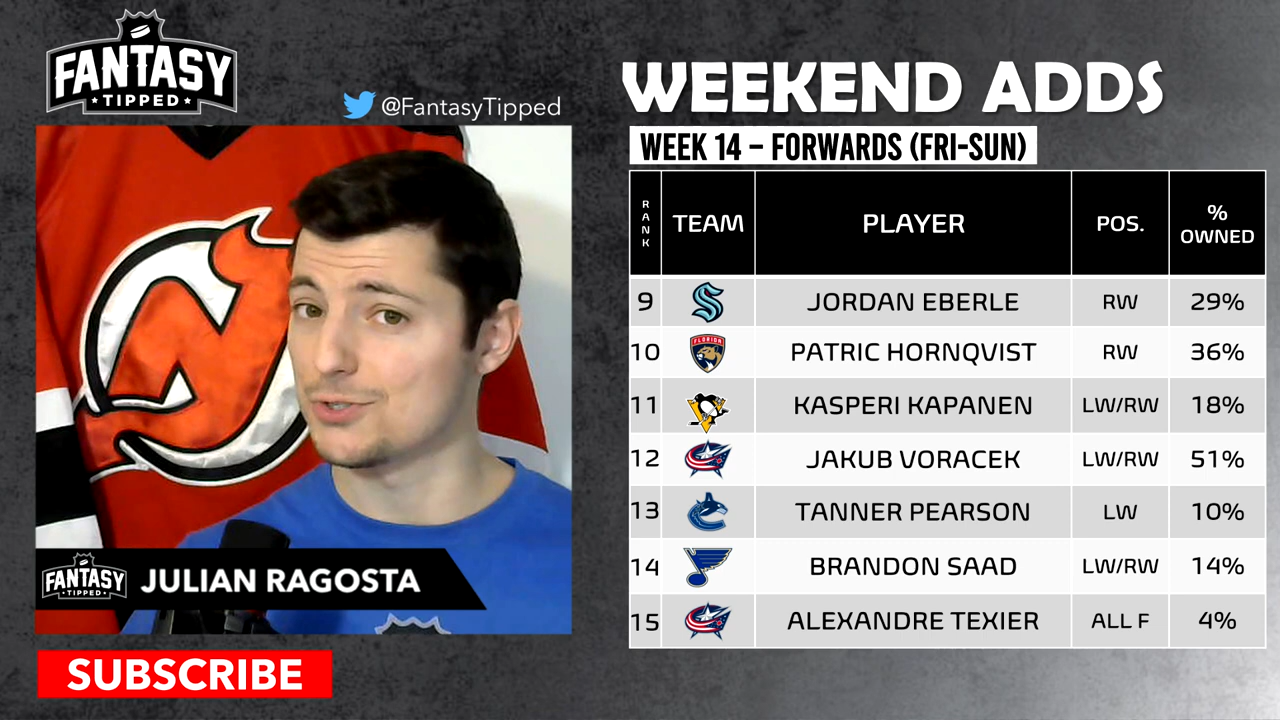 FANTASY
TIPPED
@FantasyTipped
WEEKEND ADDS
WEEK 14 – FORWARDS (FRI-SUN)
RANK TEAM PLAYER POS. % OWNED
9 JORDAN EBERLE RW 29%
FLORIDA
10 PATRIC HORNQVIST RW 36%
11 KASPERI KAPANEN LW/RW 18%
12 JAKUB VORACEK LW/RW 51%
13 TANNER PEARSON LW 10%
14 BRANDON SAAD LW/RW 14%
15 ALEXANDRE TEXIER ALL F 4%
FANTASY
TIPPED
JULIAN RAGOSTA
SUBSCRIBE